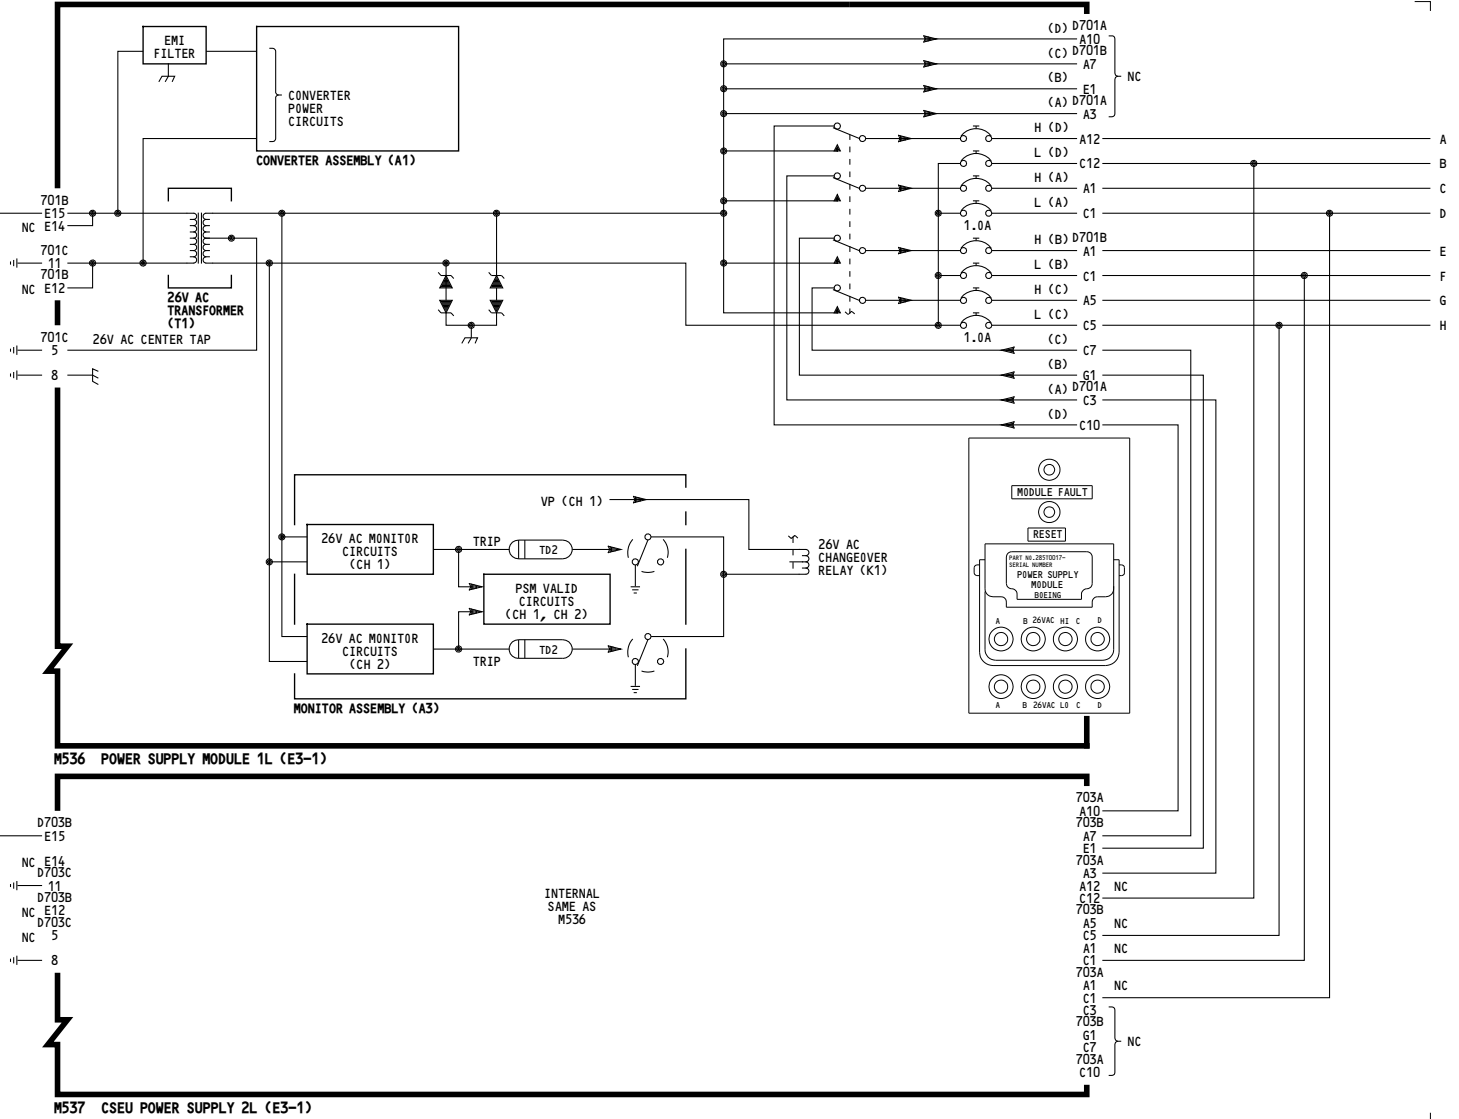 EMI
FILTER
CONVERTER
POWER
CIRCUITS
CONVERTER ASSEMBLY (A1)
701B
E15
NC E14
701C
11
701B
NC E12
26V AC
TRANSFORMER
(T1)
701C
5
26V AC CENTER TAP
8
(D) D701A
A10
(C) D701B
A7
(B)
E1
(A) D701A
A3
NC
H (D)
A12
A
L (D)
C12
B
H (A)
A1
C
L (A)
C1
D
1.0A
H (B) D701B
A1
E
L (B)
C1
F
H (C)
A5
G
L (C)
C5
H
1.0A
(C)
C7
(B)
G1
(A) D701A
C3
(D)
C10
VP (CH 1)
26V AC MONITOR
CIRCUITS
(CH 1)
TRIP
TD2
PSM VALID
CIRCUITS
(CH 1, CH 2)
26V AC MONITOR
CIRCUITS
(CH 2)
TRIP
TD2
26V AC
CHANGEOVER
RELAY (K1)
MONITOR ASSEMBLY (A3)
MODULE FAULT
RESET
PART NO.285T0017-
SERIAL NUMBER
POWER SUPPLY
MODULE
BOEING
A B 26VAC HI C D
A B 26VAC LO C D
M536 POWER SUPPLY MODULE 1L (E3-1)
D703B
E15
NC E14
D703C
11
D703B
NC E12
D703C
NC 5
8
INTERNAL
SAME AS
M536
703A
A10
703B
A7
E1
703A
A3
A12 NC
C12
703B
A5 NC
C5
A1 NC
C1
703A
A1 NC
C1
C3
703B
G1
C7
703A
C10
NC
M537 CSEU POWER SUPPLY 2L (E3-1)